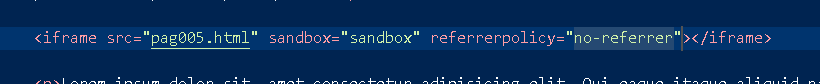 <iframe src="pag005.html" sandbox="sandbox" referrerpolicy="no-referrer"></iframe>
<p>Lorem ipsum dolor sit, amet consectetur adipisicing elit. Qui eaque itaque aliquid